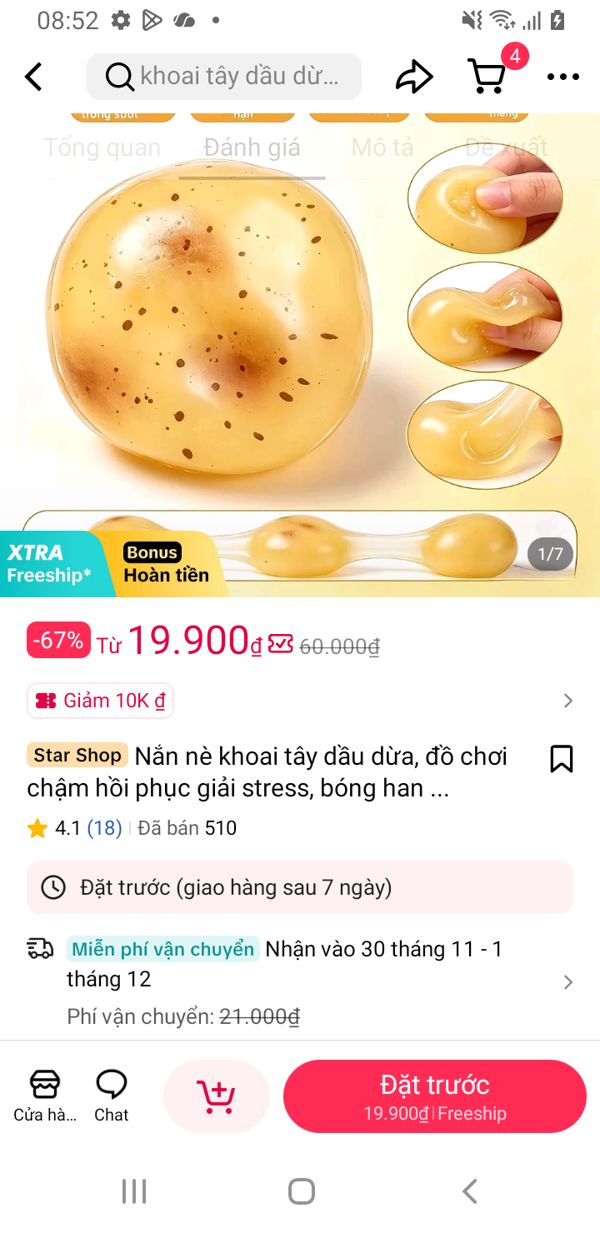 08:52
4
khoai tây dầu dừ...
trong suốt
hạn
tháng
Tổng quan Đánh giá Mô tả Đề xuất
XTRA
Freeship*
Bonus
Hoàn tiền
1/7
-67% Từ 19.900₫ 60.000₫
Giảm 10K ₫
Star Shop Nắn nè khoai tây dầu dừa, đồ chơi
chậm hồi phục giải stress, bóng han ...
4.1 (18) Đã bán 510
Đặt trước (giao hàng sau 7 ngày)
Miễn phí vận chuyển Nhận vào 30 tháng 11 - 1
tháng 12
Phí vận chuyển: 21.000₫
Đặt trước
19.900₫ | Freeship
Cửa hà... Chat